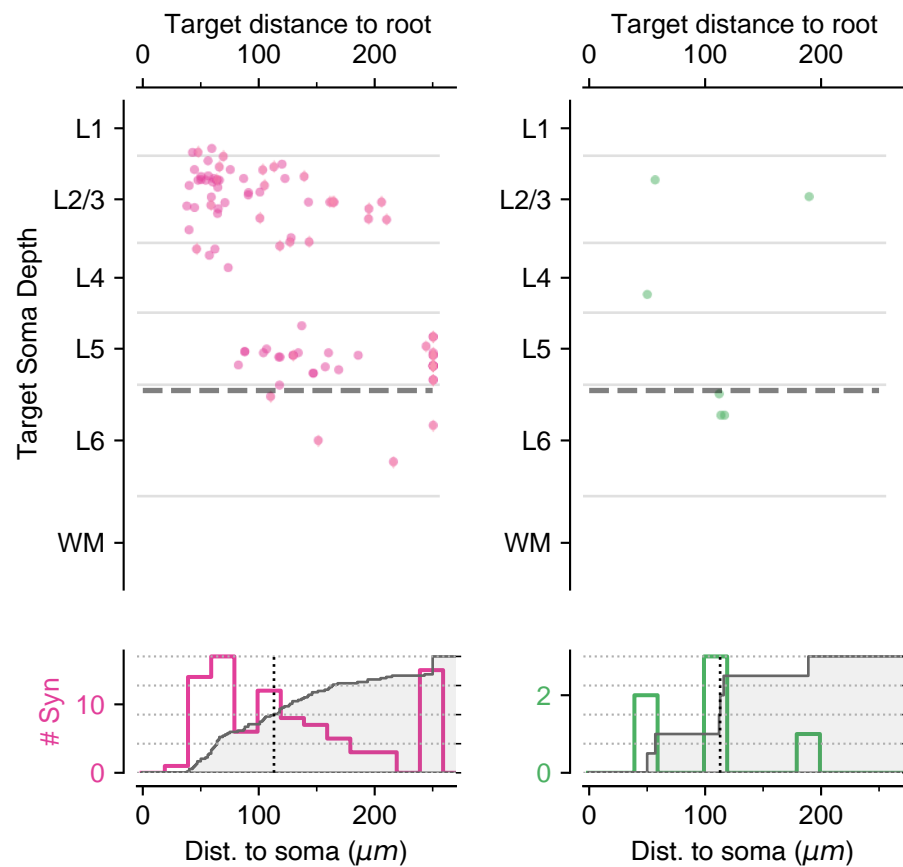 Target distance to root
Target distance to root
0 100 200
0 100 200
Target Soma Depth
L1
L2/3
L4
L5
L6
WM
L1
L2/3
L4
L5
L6
WM
# Syn
10
0
2
0
0 100 200
0 100 200
Dist. to soma (μm)
Dist. to soma (μm)